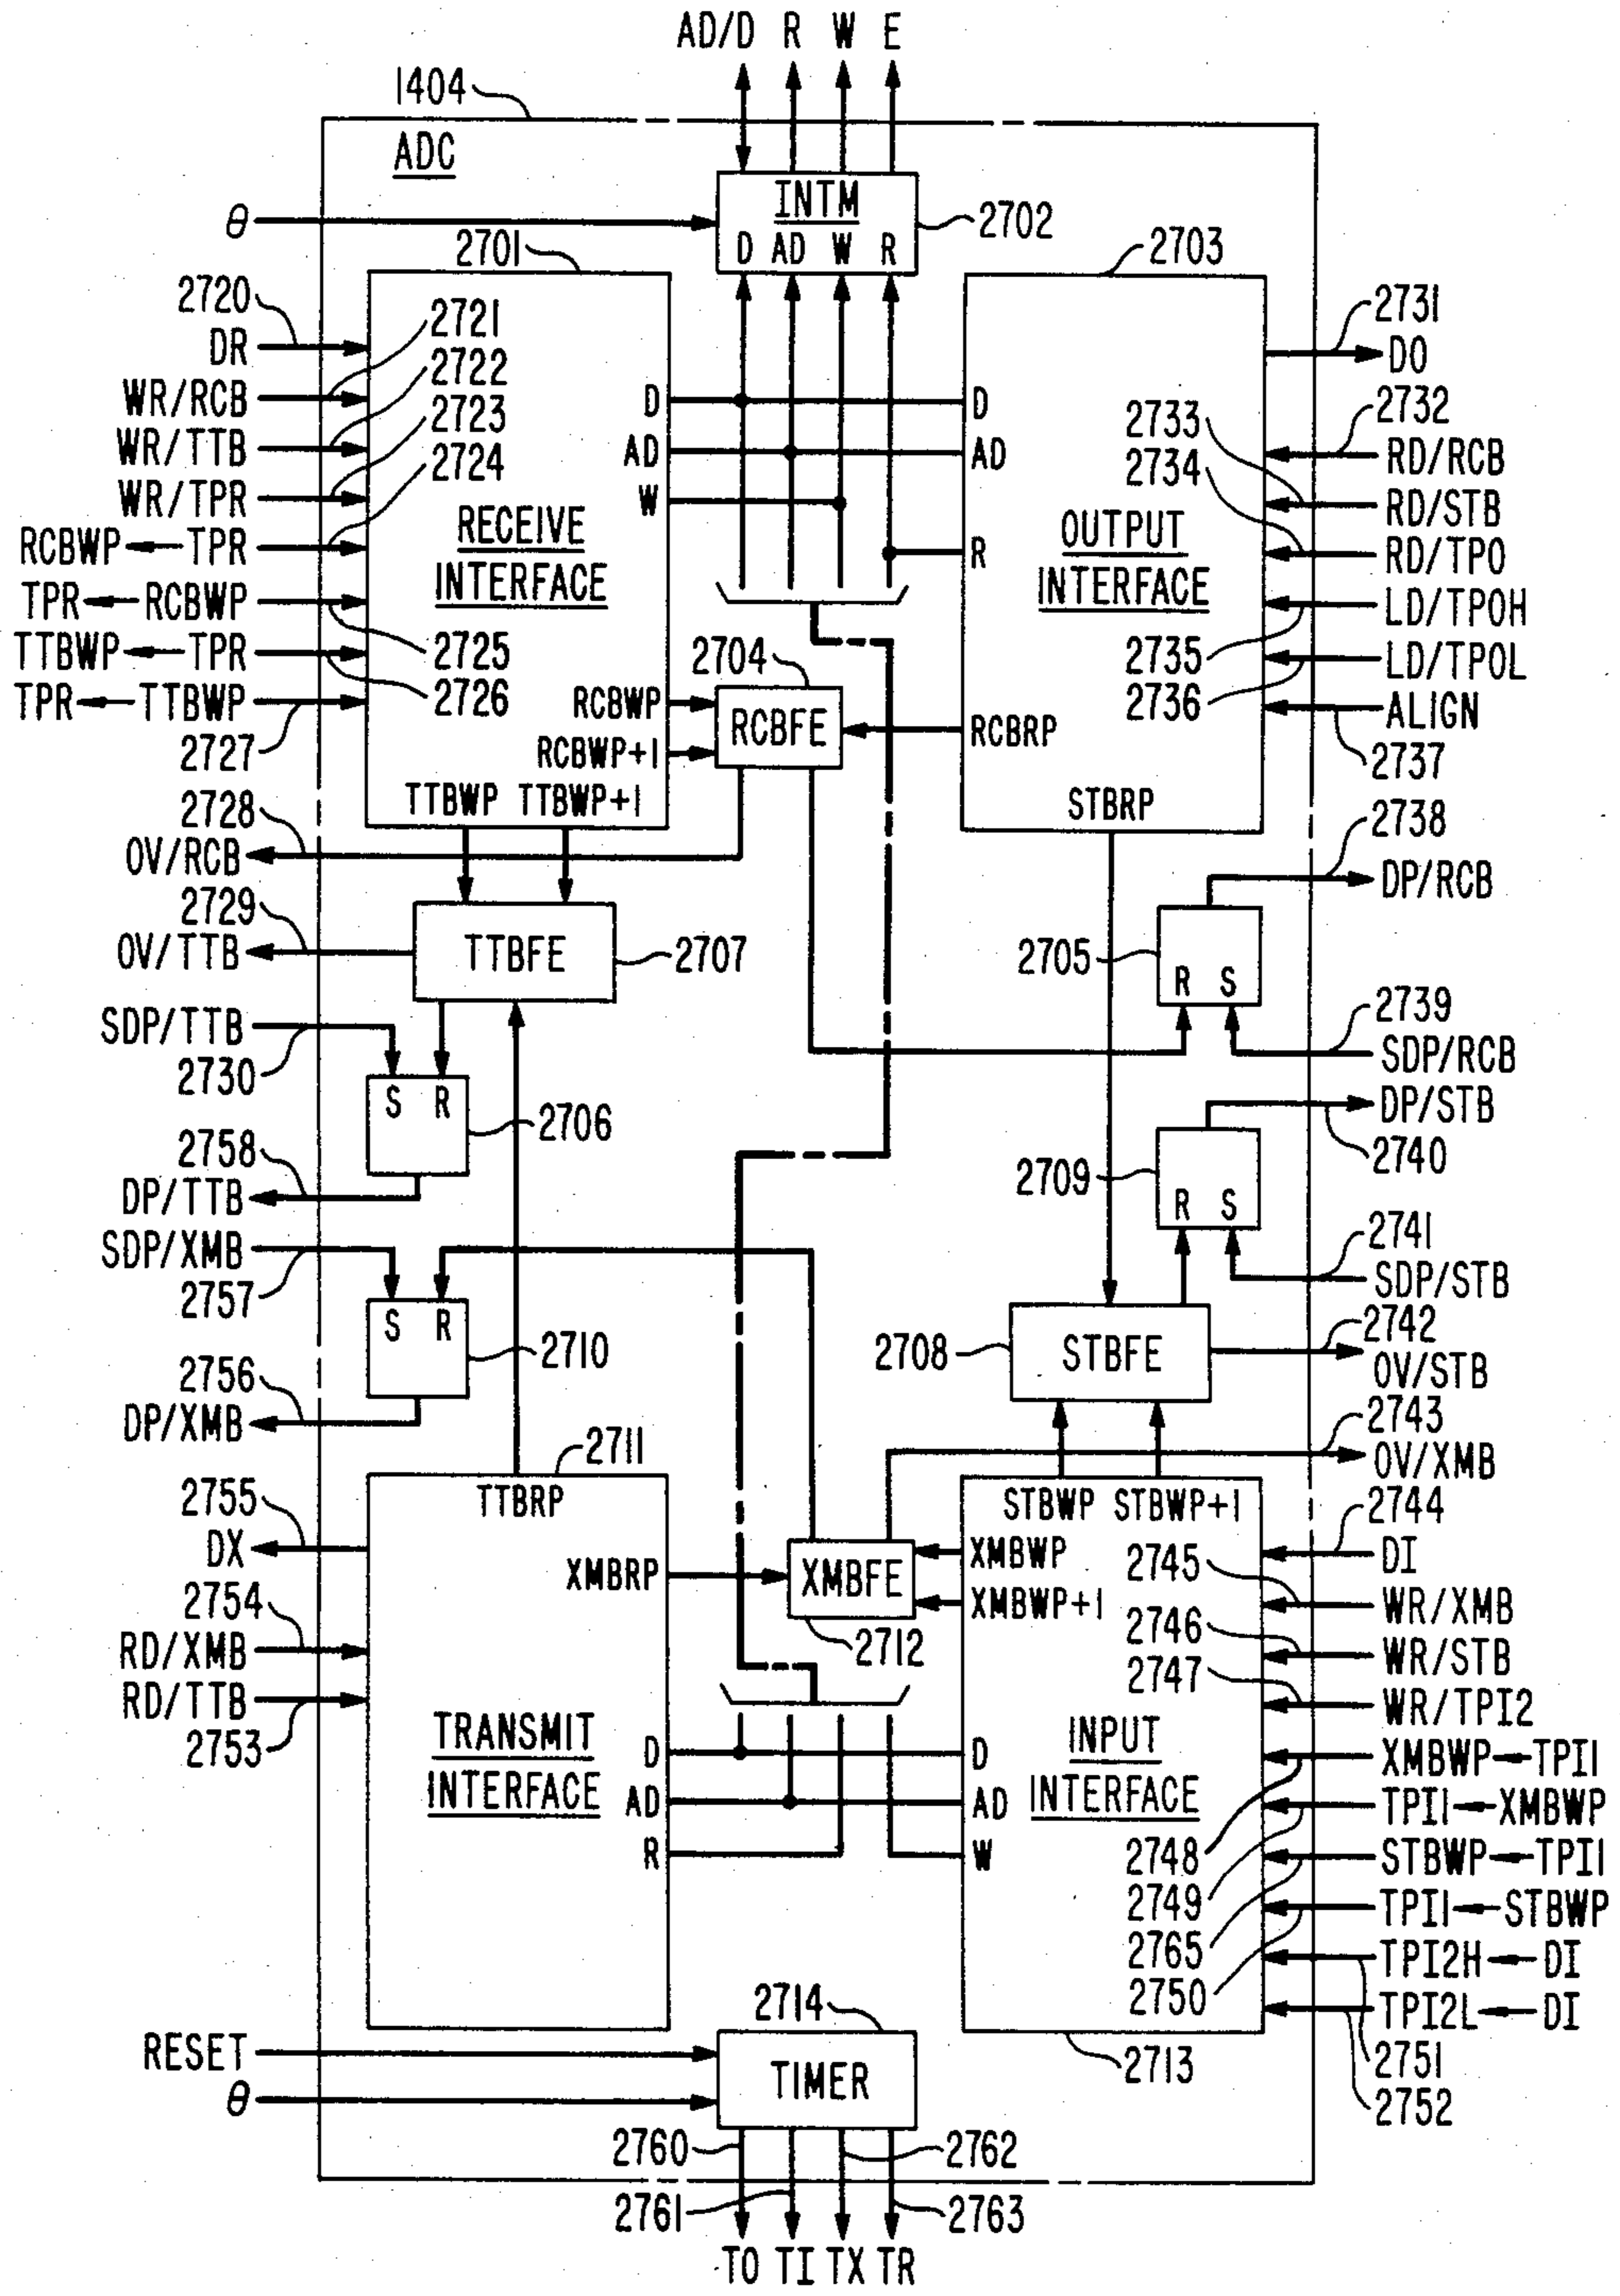 AD/D R W E
1404
ADC
INTM
D AD W R
2702
θ
2701
RECEIVE
INTERFACE
2720
DR
2721
WR/RCB
2722
WR/TTB
2723
WR/TPR
2724
RCBWP←TPR
TPR←RCBWP
2725
TTBWP←TPR
2726
TPR←TTBWP
2727
D
AD
W
RCBWP
RCBWP+1
TTBWP TTBWP+1
2703
OUTPUT
INTERFACE
D
AD
R
RCBRP
STBRP
2731
DO
2732
RD/RCB
2733
RD/STB
2734
RD/TPO
LD/TPOH
2735
LD/TPOL
2736
ALIGN
2737
2704
RCBFE
2728
OV/RCB
2729
OV/TTB
TTBFE
2707
SDP/TTB
2730
S R
2706
2758
DP/TTB
SDP/XMB
2757
S R
2710
2756
DP/XMB
2738
DP/RCB
2705
R S
2739
SDP/RCB
DP/STB
2740
2709
R S
2741
SDP/STB
2708
STBFE
2742
OV/STB
2743
OV/XMB
2711
TTBRP
2755
DX
XMBRP
2754
RD/XMB
RD/TTB
2753
TRANSMIT
INTERFACE
D
AD
R
XMBFE
2712
STBWP STBWP+1
XMBWP
XMBWP+1
INPUT
INTERFACE
D
AD
W
2744
DI
2745
WR/XMB
2746
WR/STB
2747
WR/TPI2
XMBWP←TPI1
2748
TPI1←XMBWP
2749
STBWP←TPI1
2765
TPI1←STBWP
2750
TPI2H←DI
2751
TPI2L←DI
2752
2713
2714
TIMER
RESET
θ
2760
2761
2762
2763
TO TI TX TR